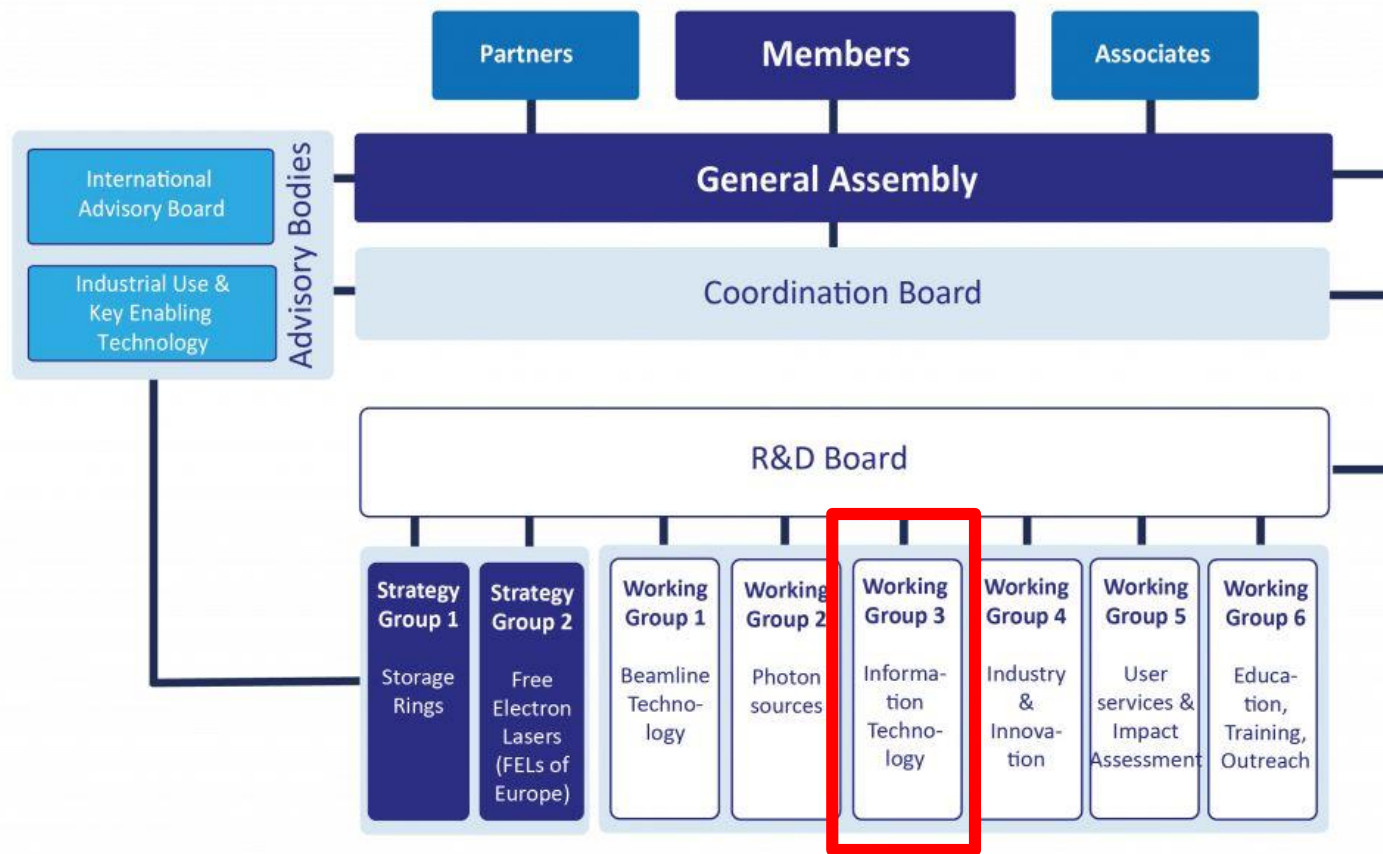 Partners
Members
Associates
International
Advisory Board
Industrial Use &
Key Enabling
Technology
Advisory Bodies
General Assembly
Coordination Board
R&D Board
Strategy
Group 1
Storage
Rings
Strategy
Group 2
Free
Electron
Lasers
(FELs of
Europe)
Working
Group 1
Beamline
Techno-
logy
Working
Group 2
Photon
sources
Working
Group 3
Informa-
tion
Techno-
logy
Working
Group 4
Industry
&
Innova-
tion
Working
Group 5
User
services &
Impact
Assessment
Working
Group 6
Educa-
tion,
Training,
Outreach